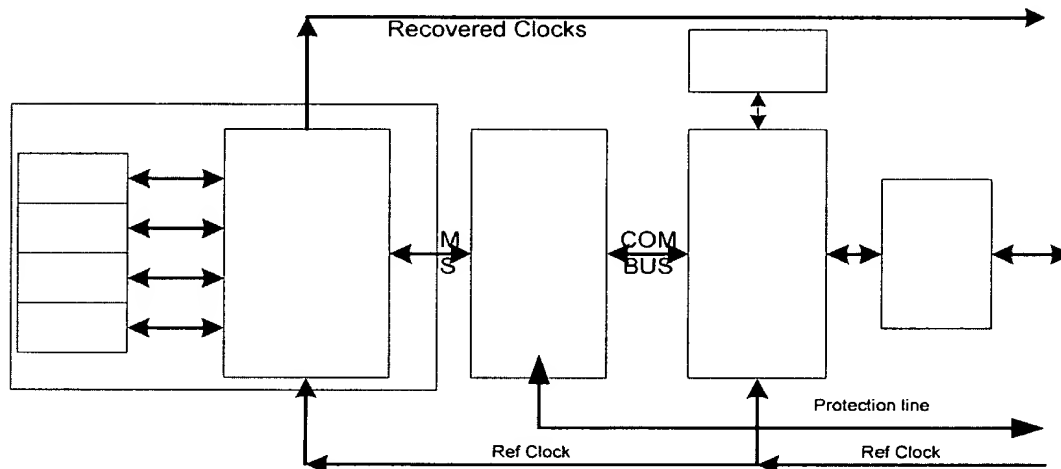 Recovered Clocks
M
S
COM
BUS
Protection line
Ref Clock
Ref Clock